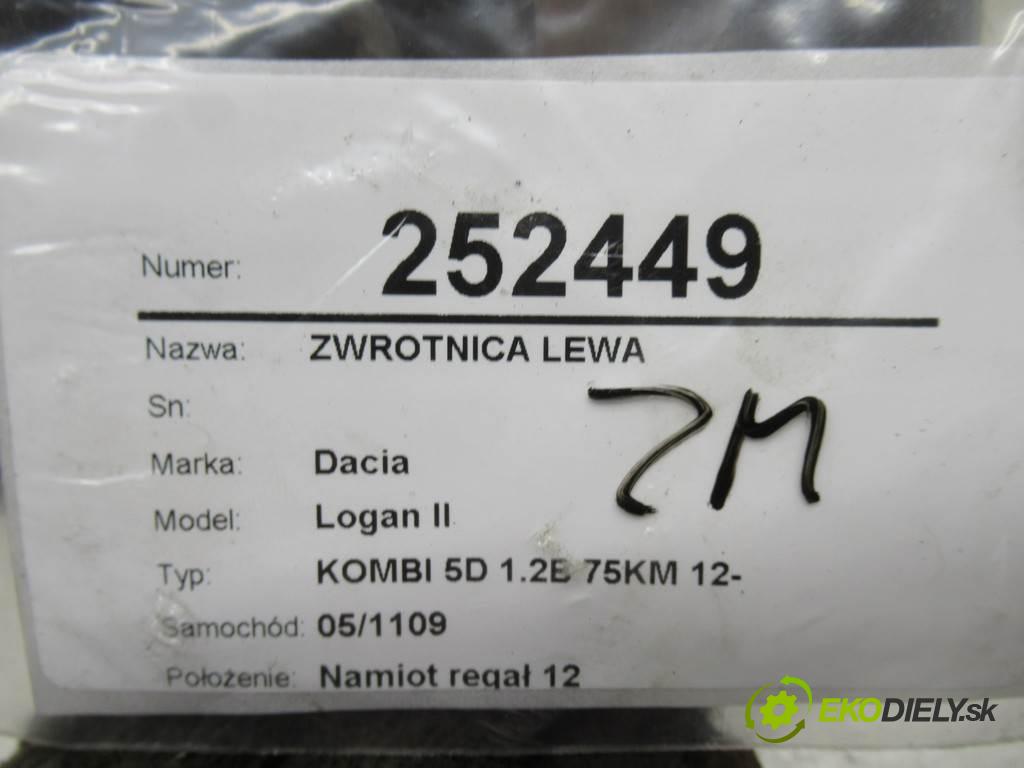 Numer: 252449
Nazwa: ZWROTNICA LEWA
Sn:
ZM
Marka: Dacia
Model: Logan II
Typ: KOMBI 5D 1.2B 75KM 12-
Samochód: 05/1109
Położenie: Namiot regał 12
EKODIELY.sk